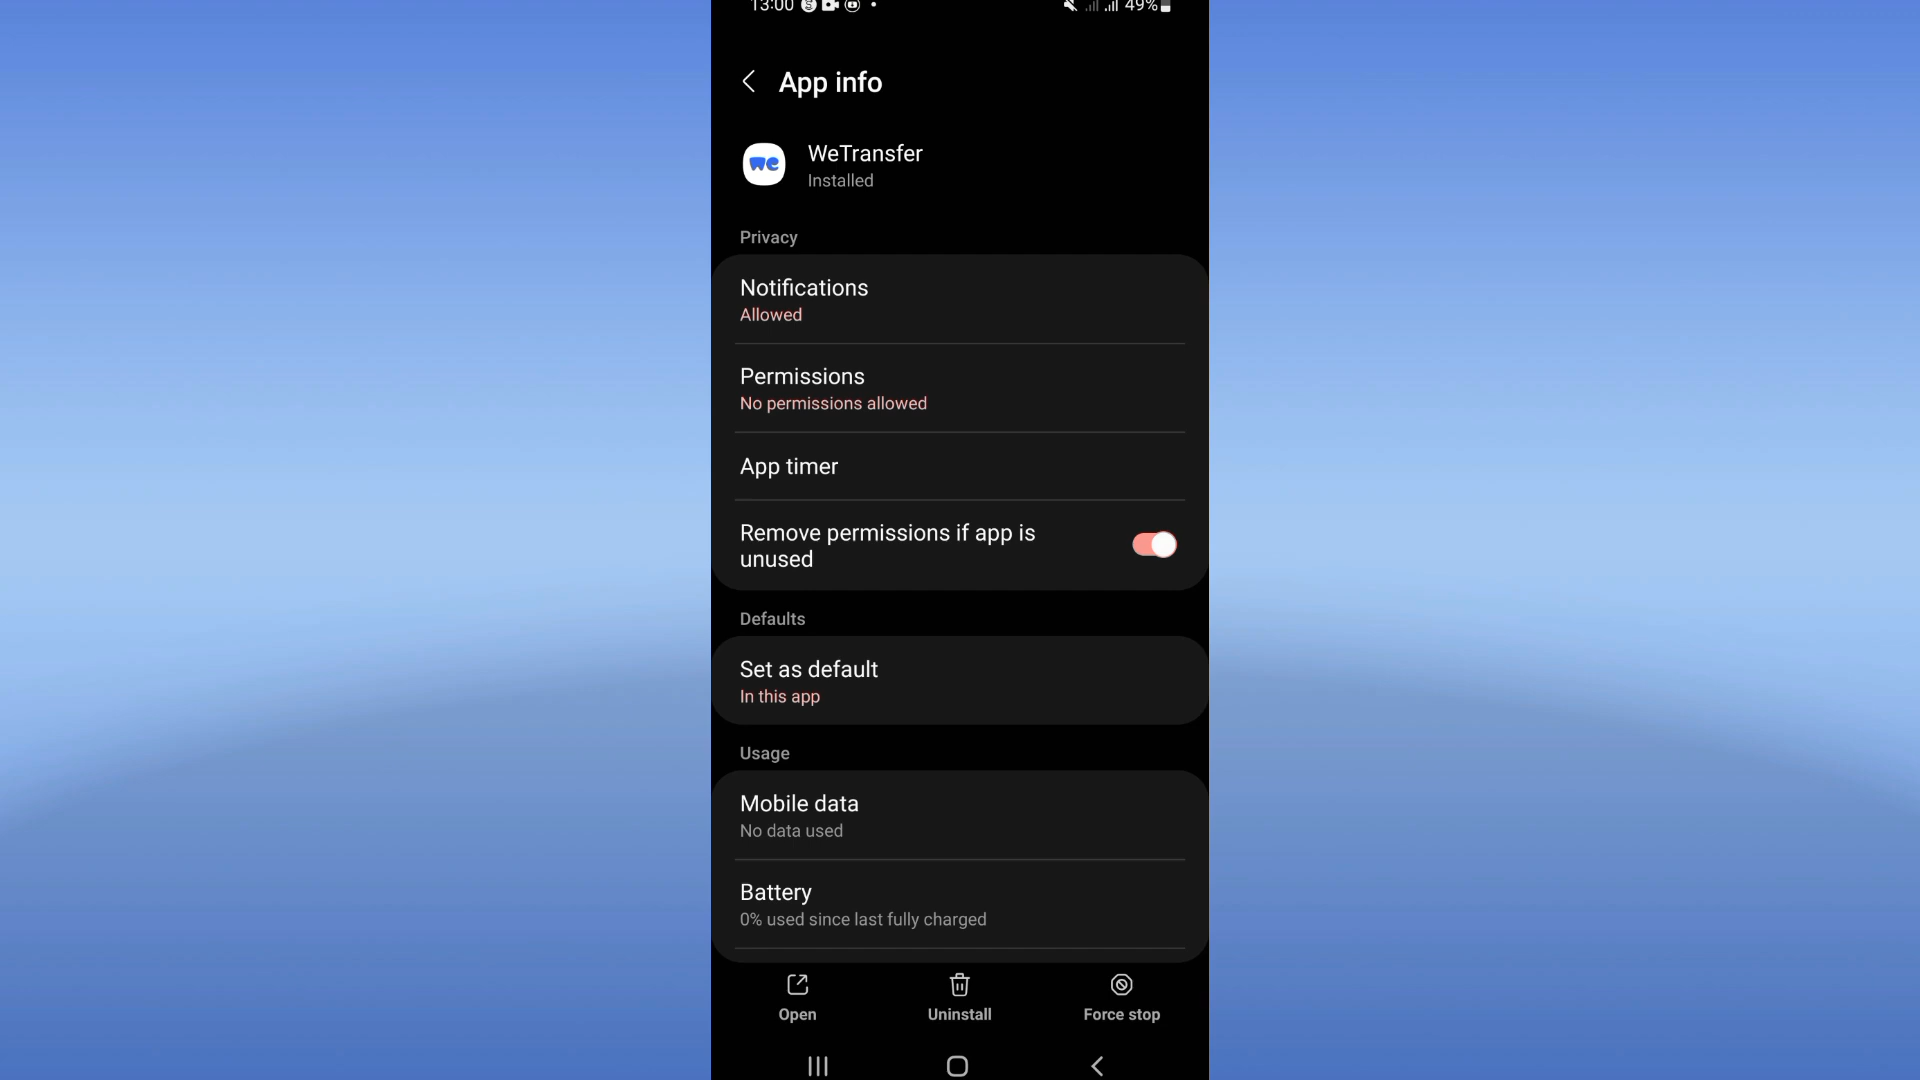 13:00 49%
App info
we
WeTransfer
Installed
Privacy
Notifications
Allowed
Permissions
No permissions allowed
App timer
Remove permissions if app is
unused
Defaults
Set as default
In this app
Usage
Mobile data
No data used
Battery
0% used since last fully charged
Open Uninstall Force stop